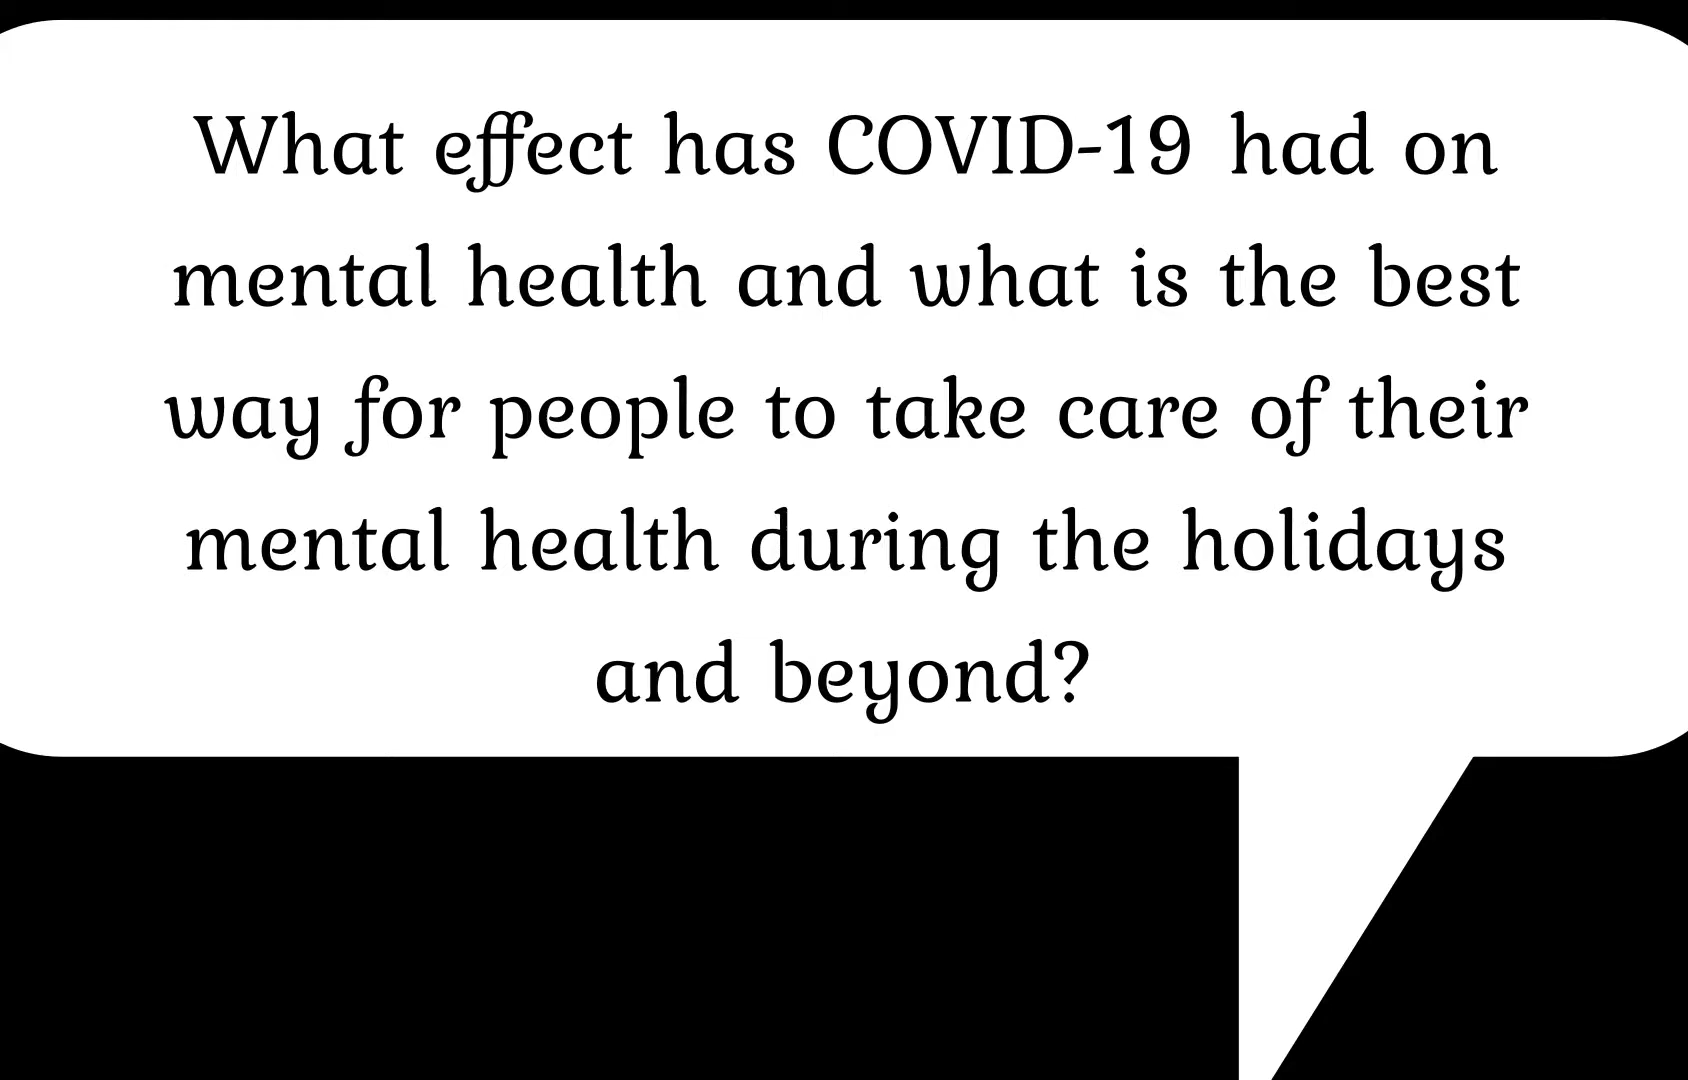 What effect has COVID-19 had on
mental health and what is the best
way for people to take care of their
mental health during the holidays
and beyond?